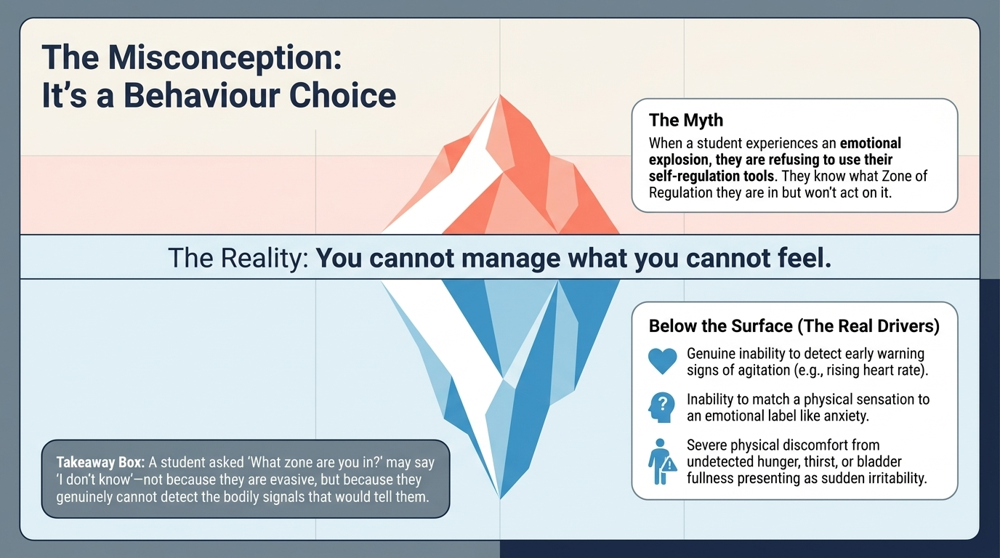 The Misconception:
It’s a Behaviour Choice
The Myth
When a student experiences an emotional
explosion, they are refusing to use their
self-regulation tools. They know what Zone of
Regulation they are in but won’t act on it.
The Reality: You cannot manage what you cannot feel.
Below the Surface (The Real Drivers)
Genuine inability to detect early warning
signs of agitation (e.g., rising heart rate).
?
Inability to match a physical sensation to
an emotional label like anxiety.
!
Severe physical discomfort from
undetected hunger, thirst, or bladder
fullness presenting as sudden irritability.
Takeaway Box: A student asked ‘What zone are you in?’ may say
‘I don’t know‘—not because they are evasive, but because they
genuinely cannot detect the bodily signals that would tell them.